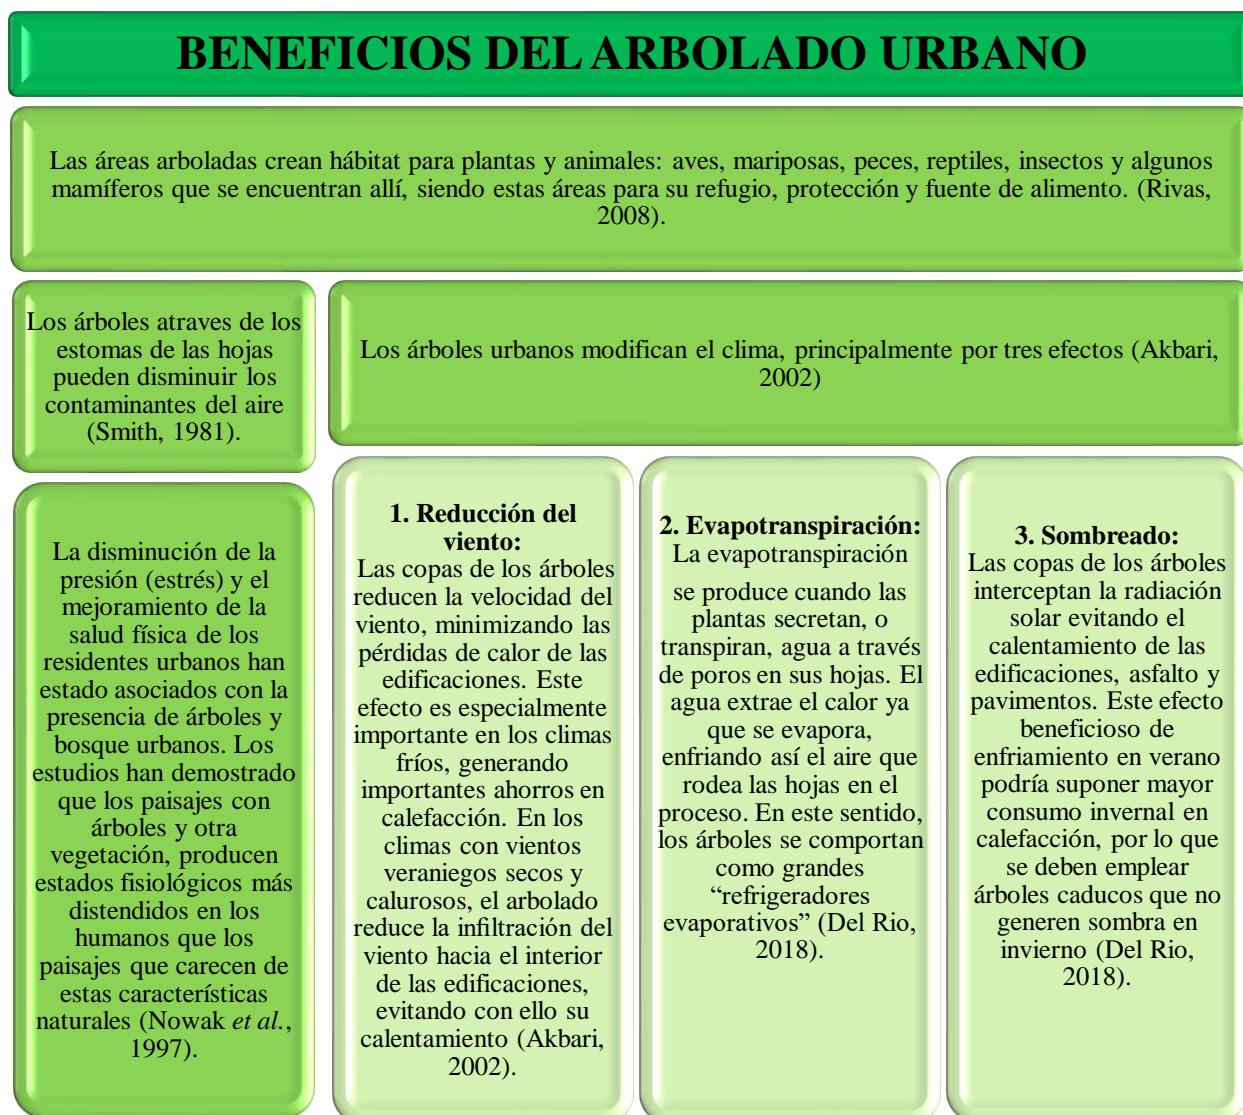 BENEFICIOS DEL ARBOLADO URBANO
Las áreas arboladas crean hábitat para plantas y animales: aves, mariposas, peces, reptiles, insectos y algunos
mamíferos que se encuentran allí, siendo estas áreas para su refugio, protección y fuente de alimento. (Rivas,
2008).
Los árboles atraves de los
estomas de las hojas
pueden disminuir los
contaminantes del aire
(Smith, 1981).
La disminución de la
presión (estrés) y el
mejoramiento de la
salud física de los
residentes urbanos han
estado asociados con la
presencia de árboles y
bosque urbanos. Los
estudios han demostrado
que los paisajes con
árboles y otra
vegetación, producen
estados fisiológicos más
distendidos en los
humanos que los
paisajes que carecen de
estas características
naturales (Nowak et al.,
1997).
Los árboles urbanos modifican el clima, principalmente por tres efectos (Akbari,
2002)
1. Reducción del
viento:
Las copas de los árboles
reducen la velocidad del
viento, minimizando las
pérdidas de calor de las
edificaciones. Este
efecto es especialmente
importante en los climas
fríos, generando
importantes ahorros en
calefacción. En los
climas con vientos
veraniegos secos y
calurosos, el arbolado
reduce la infiltración del
viento hacia el interior
de las edificaciones,
evitando con ello su
calentamiento (Akbari,
2002).
2. Evapotranspiración:
La evapotranspiración
se produce cuando las
plantas secretan, o
transpiran, agua a través
de poros en sus hojas. El
agua extrae el calor ya
que se evapora,
enfriando así el aire que
rodea las hojas en el
proceso. En este sentido,
los árboles se comportan
como grandes
“refrigeradores
evaporativos” (Del Rio,
2018).
3. Sombreado:
Las copas de los árboles
interceptan la radiación
solar evitando el
calentamiento de las
edificaciones, asfalto y
pavimentos. Este efecto
beneficioso de
enfriamiento en verano
podría suponer mayor
consumo invernal en
calefacción, por lo que
se deben emplear
árboles caducos que no
generen sombra en
invierno (Del Rio,
2018).